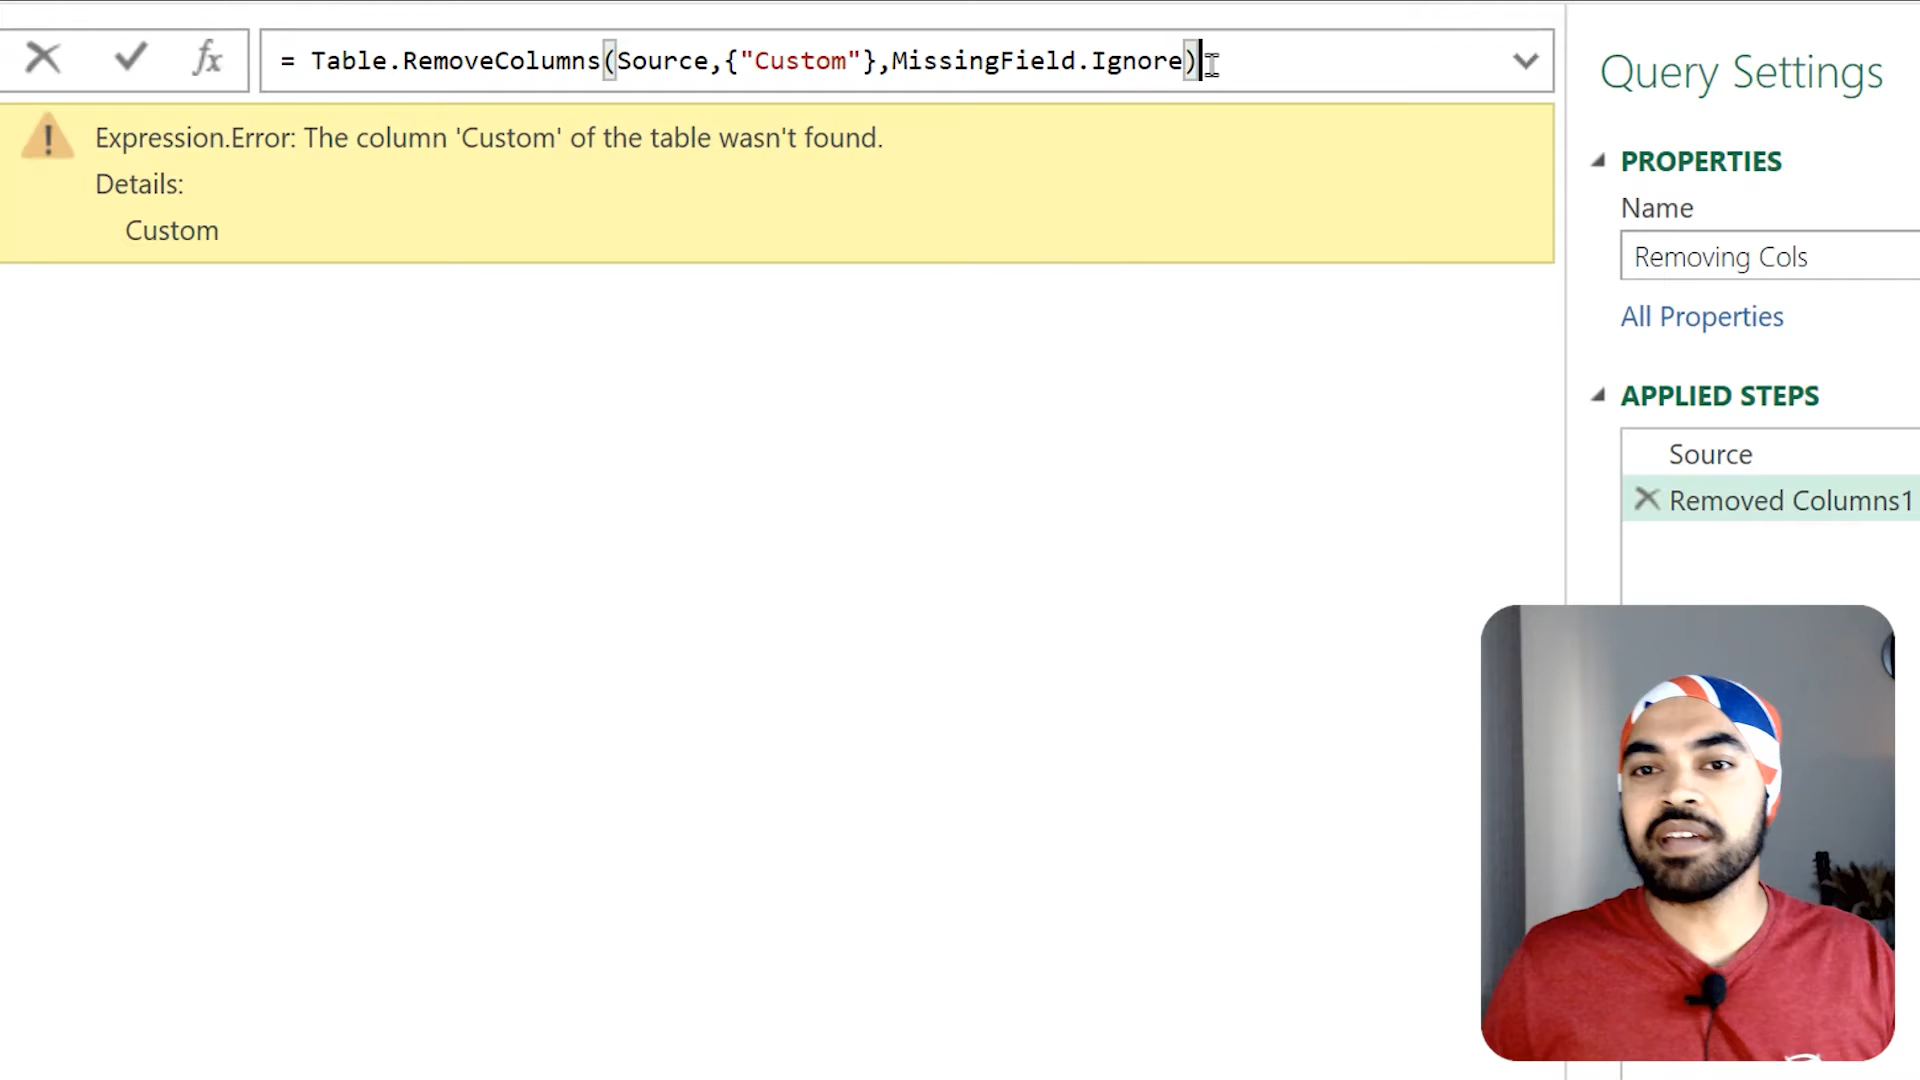 fx
= Table.RemoveColumns(Source,{"Custom"},MissingField.Ignore)
Expression.Error: The column 'Custom' of the table wasn't found.
Details:
Custom
Query Settings
PROPERTIES
Name
Removing Cols
All Properties
APPLIED STEPS
Source
Removed Columns1